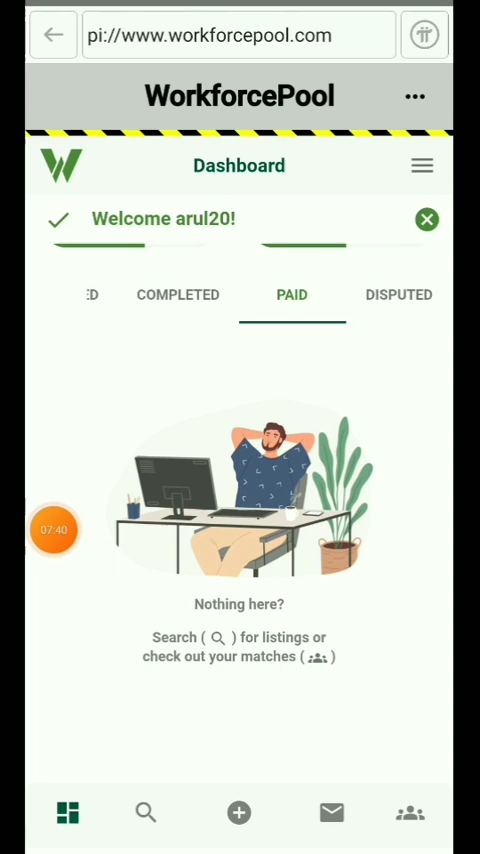 pi://www.workforcepool.com
WorkforcePool
Dashboard
Welcome arul20!
ED COMPLETED PAID DISPUTED
07:40
Nothing here?
Search ( ) for listings or
check out your matches ( )